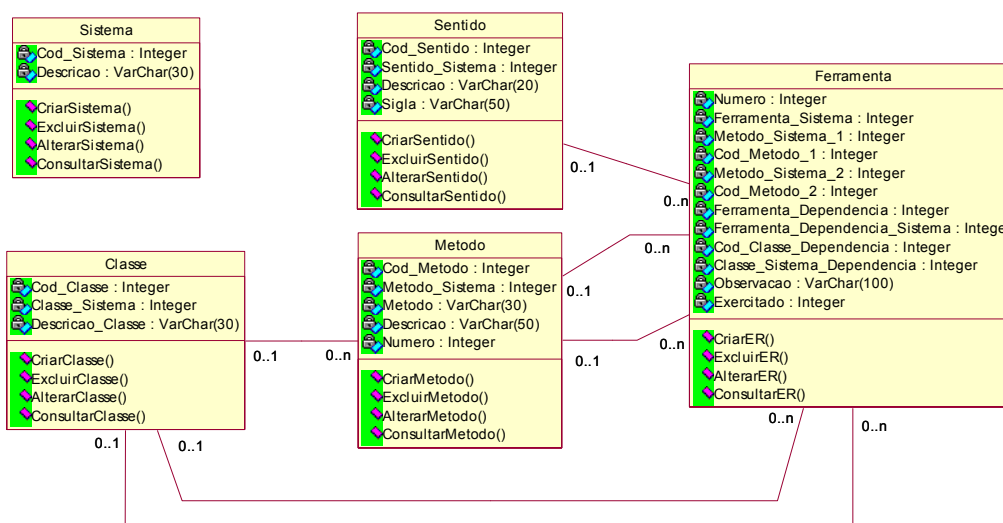 Sistema
Cod_Sistema : Integer
Descricao : VarChar(30)
CriarSistema()
ExcluirSistema()
AlterarSistema()
ConsultarSistema()
Sentido
Cod_Sentido : Integer
Sentido_Sistema : Integer
Descricao : VarChar(20)
Sigla : VarChar(50)
CriarSentido()
ExcluirSentido()
AlterarSentido()
ConsultarSentido()
0..1
0..n
Ferramenta
Numero : Integer
Ferramenta_Sistema : Integer
Metodo_Sistema_1 : Integer
Cod_Metodo_1 : Integer
Metodo_Sistema_2 : Integer
Cod_Metodo_2 : Integer
Ferramenta_Dependencia : Integer
Ferramenta_Dependencia_Sistema : Intege
Cod_Classe_Dependencia : Integer
Classe_Sistema_Dependencia : Integer
Observacao : VarChar(100)
Exercitado : Integer
CriarER()
ExcluirER()
AlterarER()
ConsultarER()
Classe
Cod_Classe : Integer
Classe_Sistema : Integer
Descricao_Classe : VarChar(30)
CriarClasse()
ExcluirClasse()
AlterarClasse()
ConsultarClasse()
0..1
0..n
Metodo
Cod_Metodo : Integer
Metodo_Sistema : Integer
Metodo : VarChar(30)
Descricao : VarChar(50)
Numero : Integer
CriarMetodo()
ExcluirMetodo()
AlterarMetodo()
ConsultarMetodo()
0..n
0..1
0..1
0..n
0..1
0..1
0..n
0..n